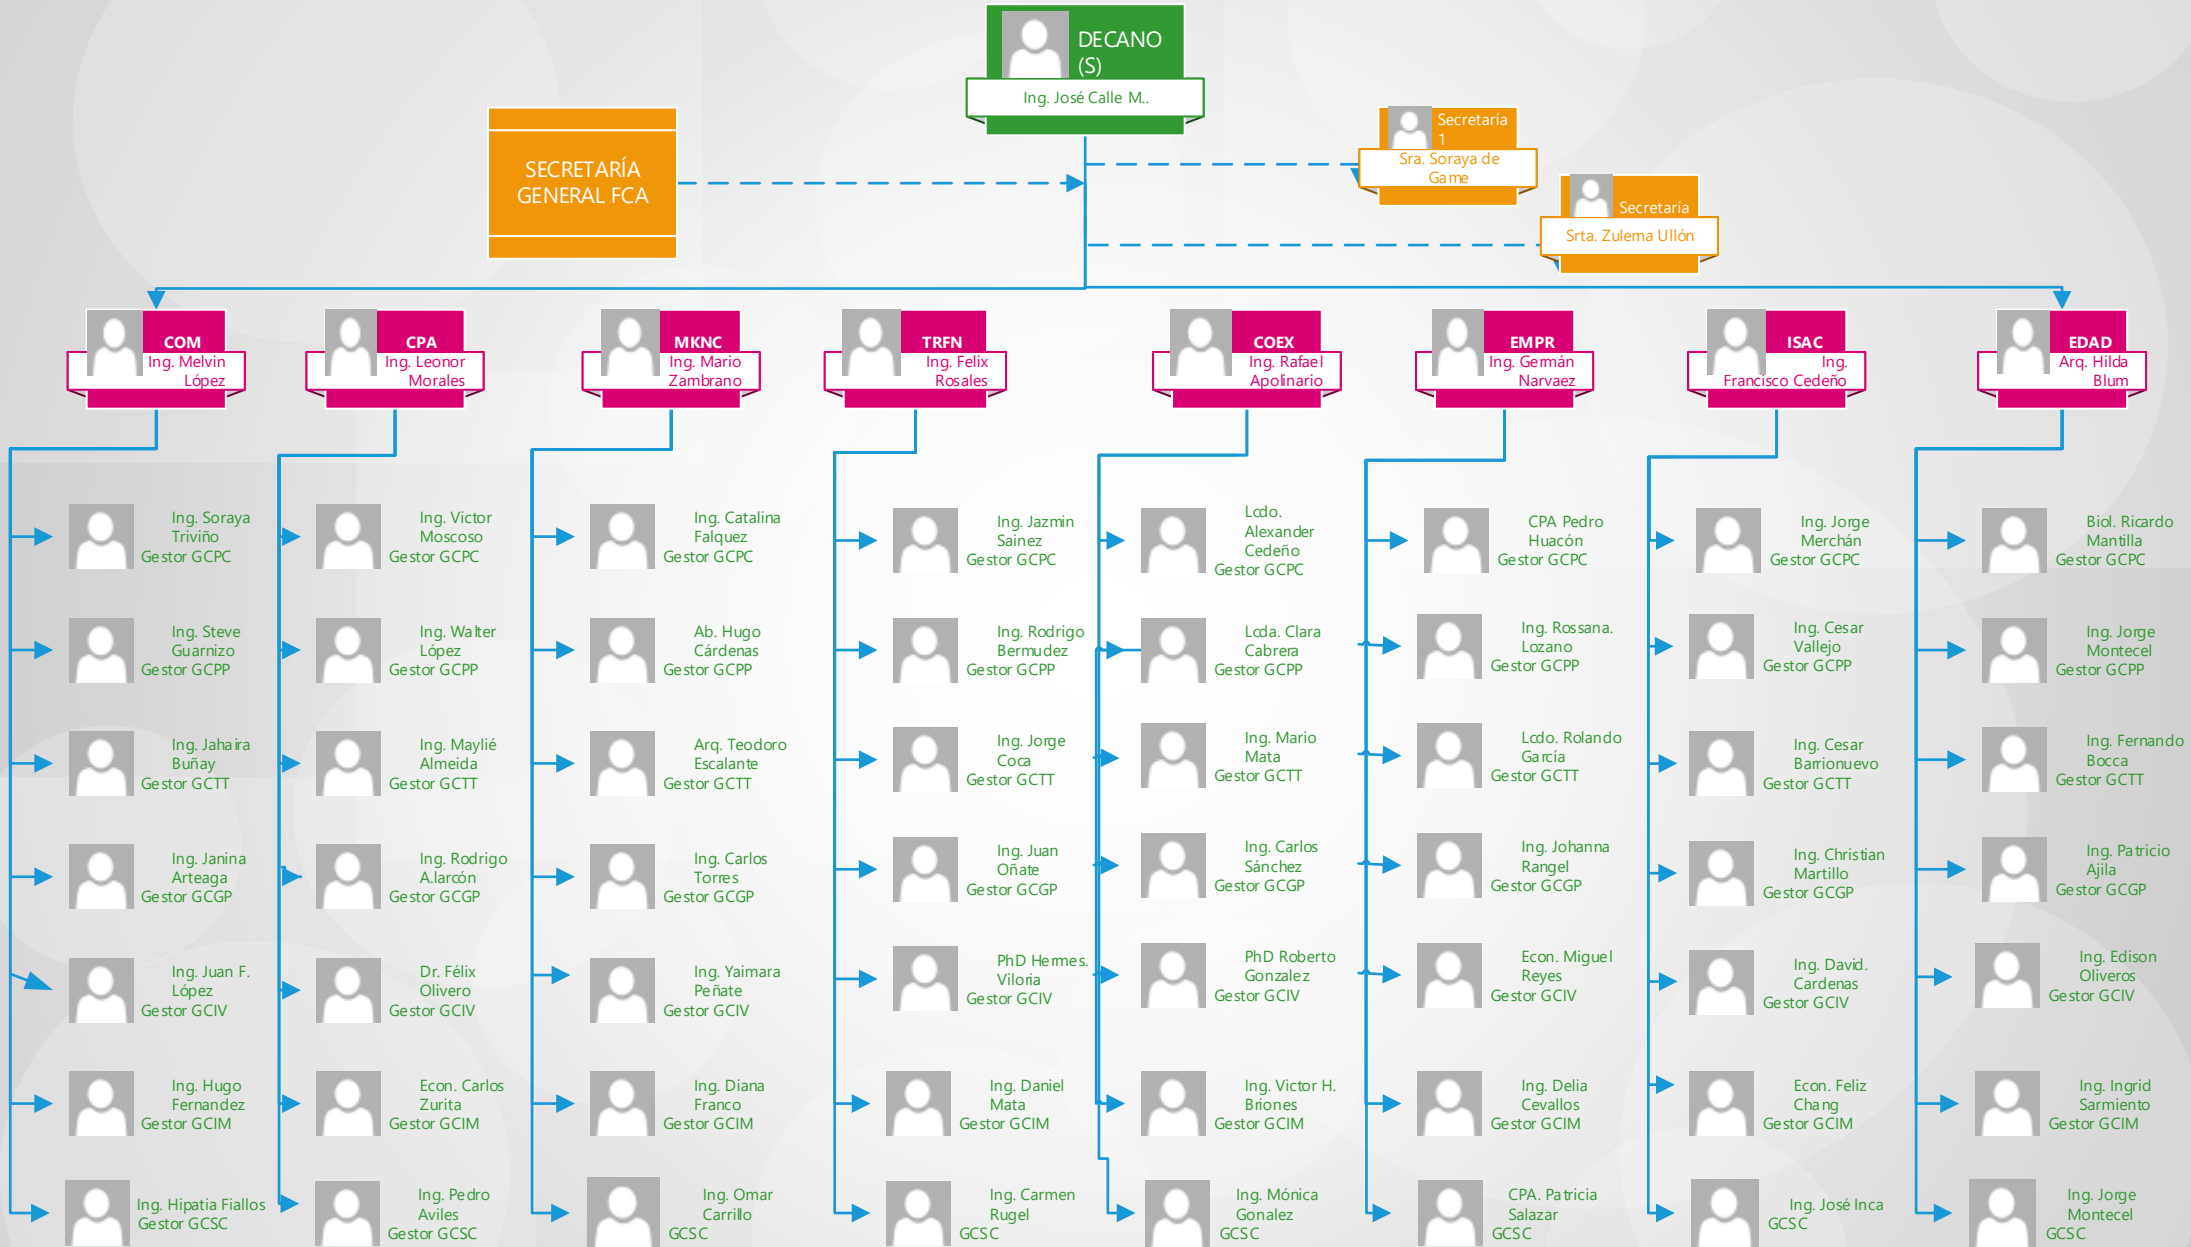 DECANO
(S)
Ing. José Calle M..
SECRETARÍA
GENERAL FCA
Secretaría
1
Sra. Soraya de
Game
Secretaría
Srta. Zulema Ullón
COM
Ing. Melvin
López
CPA
Ing. Leonor
Morales
MKNC
Ing. Mario
Zambrano
TRFN
Ing. Felix
Rosales
COEX
Ing. Rafael
Apolinario
EMPR
Ing. Germán
Narvaez
ISAC
Ing.
Francisco Cedeño
EDAD
Arq. Hilda
Blum
Ing. Soraya
Triviño
Gestor GCPC
Ing. Victor
Moscoso
Gestor GCPC
Ing. Catalina
Falquez
Gestor GCPC
Ing. Jazmin
Sainez
Gestor GCPC
Lcdo.
Alexander
Cedeño
Gestor GCPC
CPA Pedro
Huacón
Gestor GCPC
Ing. Jorge
Merchán
Gestor GCPC
Biol. Ricardo
Mantilla
Gestor GCPC
Ing. Steve
Guarnizo
Gestor GCPP
Ing. Walter
López
Gestor GCPP
Ab. Hugo
Cárdenas
Gestor GCPP
Ing. Rodrigo
Bermudez
Gestor GCPP
Lcda. Clara
Cabrera
Gestor GCPP
Ing. Rossana.
Lozano
Gestor GCPP
Ing. Cesar
Vallejo
Gestor GCPP
Ing. Jorge
Montecel
Gestor GCPP
Ing. Jahaira
Buñay
Gestor GCTT
Ing. Maylié
Almeida
Gestor GCTT
Arq. Teodoro
Escalante
Gestor GCTT
Ing. Jorge
Coca
Gestor GCTT
Ing. Mario
Mata
Gestor GCTT
Lcdo. Rolando
García
Gestor GCTT
Ing. Cesar
Barrionuevo
Gestor GCTT
Ing. Fernando
Bocca
Gestor GCTT
Ing. Janina
Arteaga
Gestor GCGP
Ing. Rodrigo
A.larcón
Gestor GCGP
Ing. Carlos
Torres
Gestor GCGP
Ing. Juan
Oñate
Gestor GCGP
Ing. Carlos
Sánchez
Gestor GCGP
Ing. Johanna
Rangel
Gestor GCGP
Ing. Christian
Martillo
Gestor GCGP
Ing. Patricio
Ajila
Gestor GCGP
Ing. Juan F.
López
Gestor GCIV
Dr. Félix
Olivero
Gestor GCIV
Ing. Yaimara
Peñate
Gestor GCIV
PhD Hermes.
Viloria
Gestor GCIV
PhD Roberto
Gonzalez
Gestor GCIV
Econ. Miguel
Reyes
Gestor GCIV
Ing. David.
Cardenas
Gestor GCIV
Ing. Edison
Oliveros
Gestor GCIV
Ing. Hugo
Fernandez
Gestor GCIM
Econ. Carlos
Zurita
Gestor GCIM
Ing. Diana
Franco
Gestor GCIM
Ing. Daniel
Mata
Gestor GCIM
Ing. Victor H.
Briones
Gestor GCIM
Ing. Delia
Cevallos
Gestor GCIM
Econ. Feliz
Chang
Gestor GCIM
Ing. Ingrid
Sarmiento
Gestor GCIM
Ing. Hipatia Fiallos
Gestor GCSC
Ing. Pedro
Aviles
Gestor GCSC
Ing. Omar
Carrillo
GCSC
Ing. Carmen
Rugel
GCSC
Ing. Mónica
Gonalez
GCSC
CPA. Patricia
Salazar
GCSC
Ing. José Inca
GCSC
Ing. Jorge
Montecel
GCSC